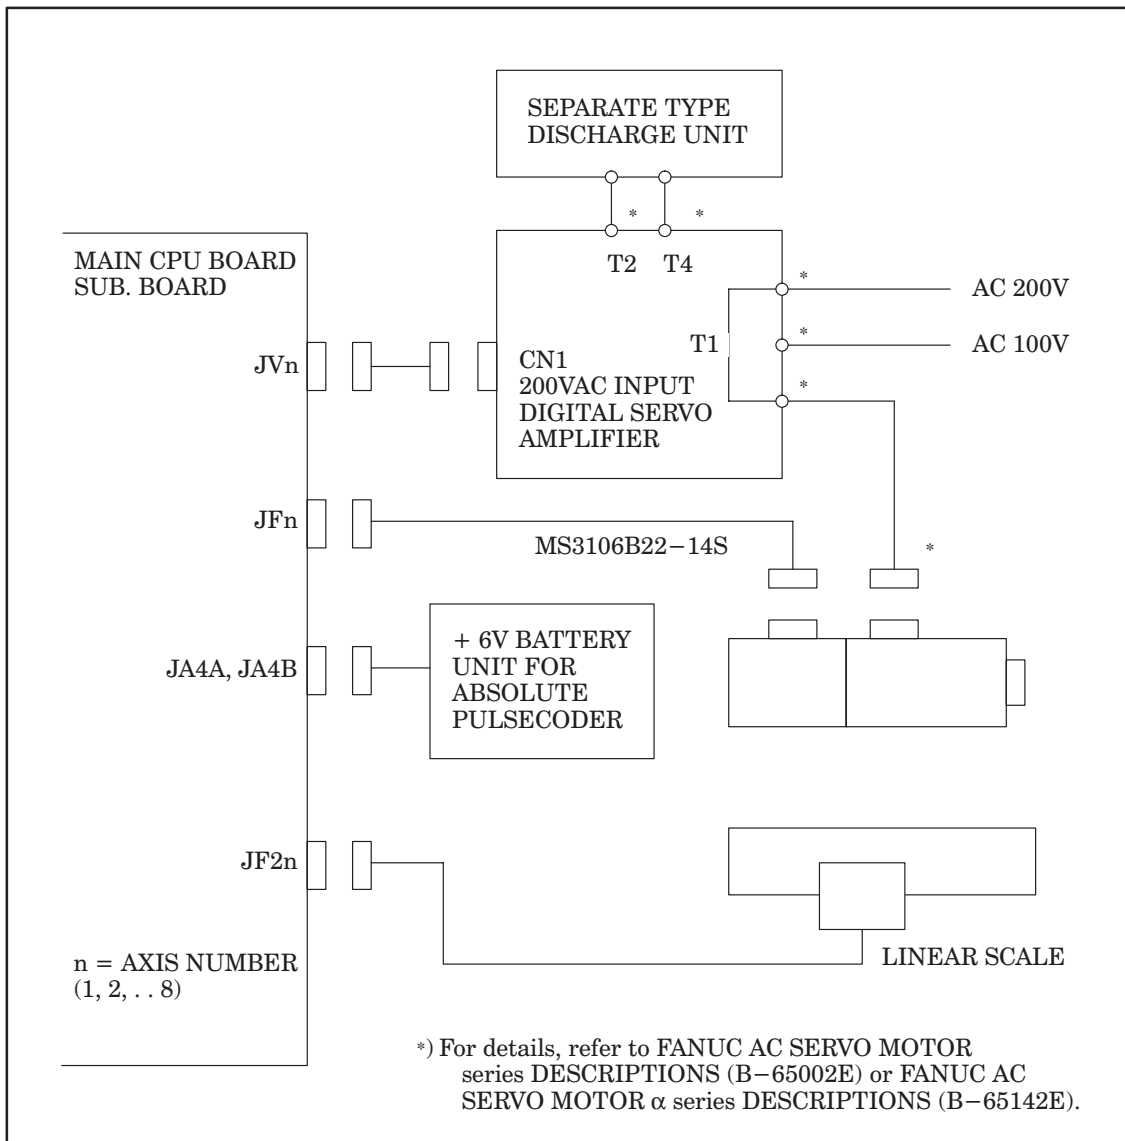 SEPARATE TYPE
DISCHARGE UNIT
*
*
T2
T4
MAIN CPU BOARD
SUB. BOARD
*
AC 200V
JVn
CN1
200VAC INPUT
DIGITAL SERVO
AMPLIFIER
T1
*
AC 100V
*
JFn
MS3106B22−14S
*
JA4A, JA4B
+ 6V BATTERY
UNIT FOR
ABSOLUTE
PULSECODER
JF2n
LINEAR SCALE
n = AXIS NUMBER
(1, 2, . . 8)
*) For details, refer to FANUC AC SERVO MOTOR
series DESCRIPTIONS (B−65002E) or FANUC AC
SERVO MOTOR α series DESCRIPTIONS (B−65142E).